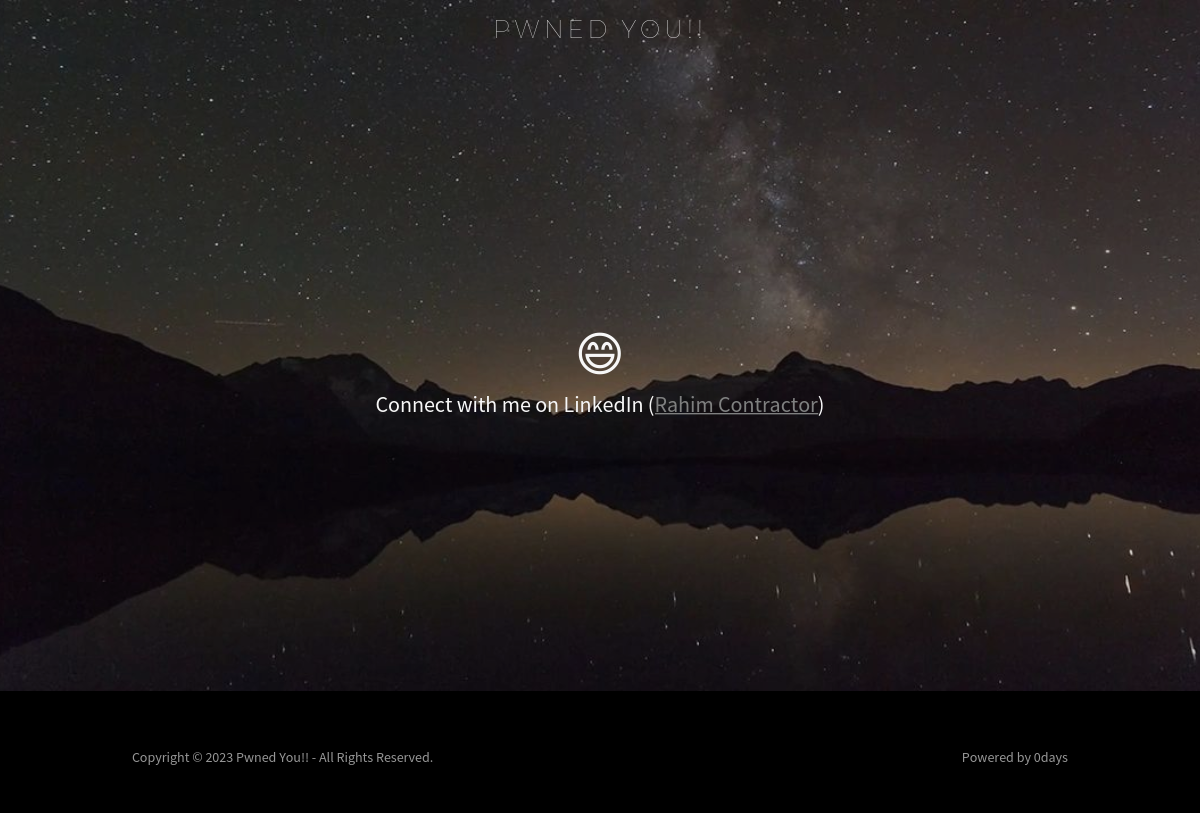 PWNED YOU!!
Connect with me on LinkedIn (Rahim Contractor)
Copyright © 2023 Pwned You!! - All Rights Reserved.
Powered by 0days